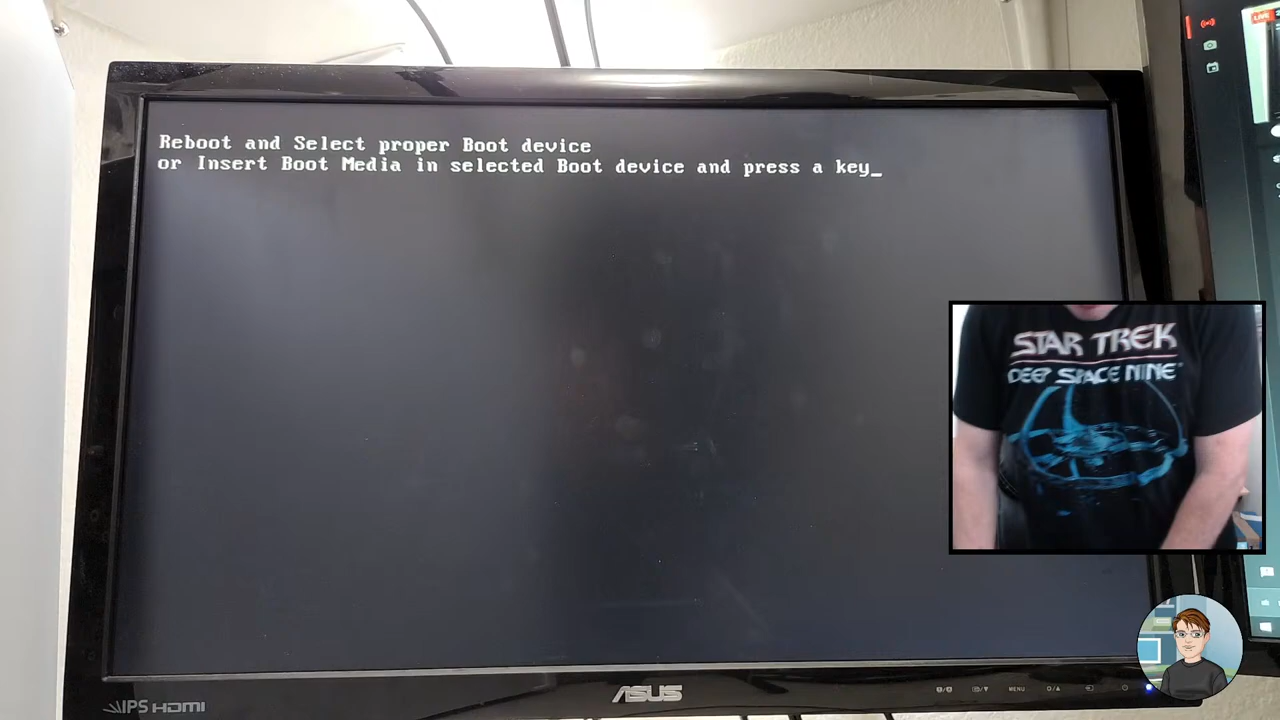 Reboot and Select proper Boot device
or Insert Boot Media in selected Boot device and press a key_
STAR TREK
DEEP SPACE NINE
LIVE
IPS HDMI
ASUS
MENU